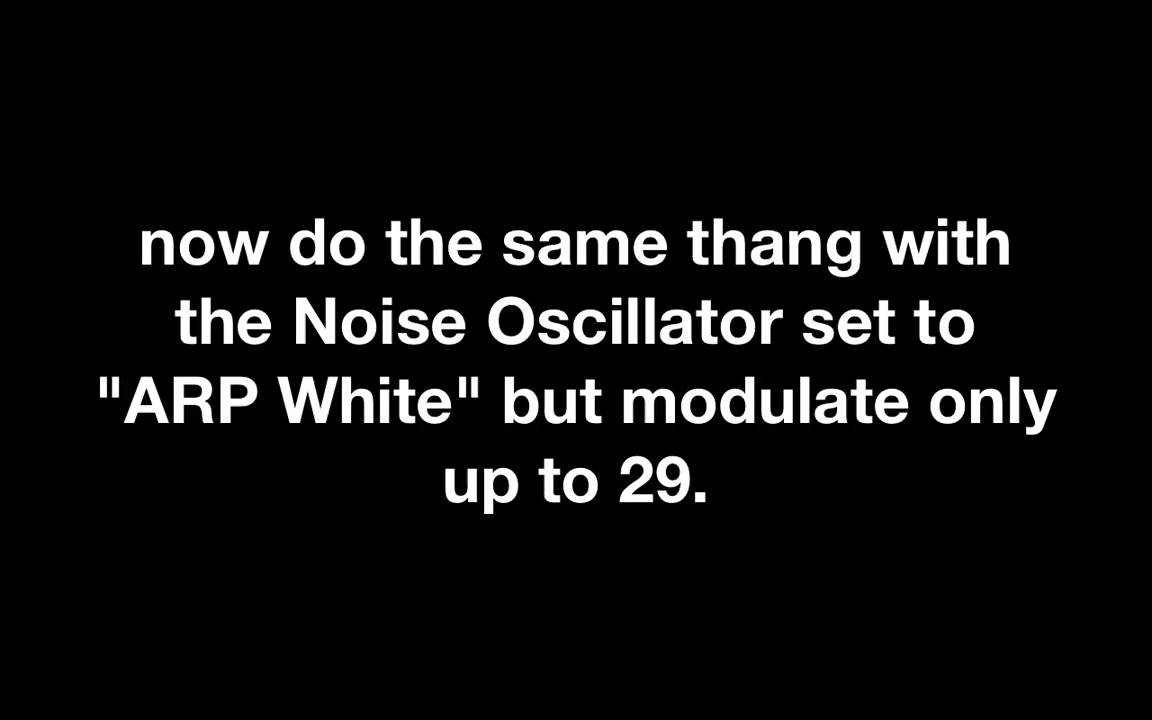 now do the same thang with
the Noise Oscillator set to
"ARP White" but modulate only
up to 29.